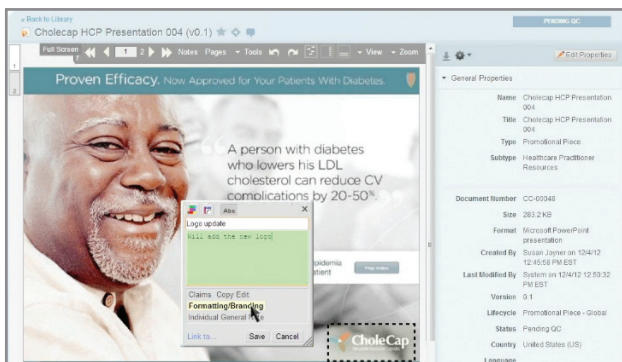 « Back to Library
Cholecap HCP Presentation 004 (v0.1)
PENDING QC
Full Screen
1 2 Notes Pages Tools View Zoom
Edit Properties
1
2
Proven Efficacy. Now Approved for Your Patients With Diabetes.
A person with diabetes
who lowers his LDL
cholesterol can reduce CV
complications by 20-50%.
Abc
Logo update
Will add the new logo
Claims Copy Edit
Formatting/Branding
Individual General
Link to... Save Cancel
CholeCap
General Properties
Name Cholecap HCP Presentation
004
Title Cholecap HCP Presentation
004
Type Promotional Piece
Subtype Healthcare Practitioner
Resources
Document Number CC-00048
Size 283.2 KB
Format Microsoft PowerPoint
presentation
Created By Susan Joyner on 12/4/12
12:45:58 PM EST
Last Modified By System on 12/4/12 12:50:32
PM EST
Version 0.1
Lifecycle Promotional Piece - Global
Status Pending QC
Country United States (US)
Language